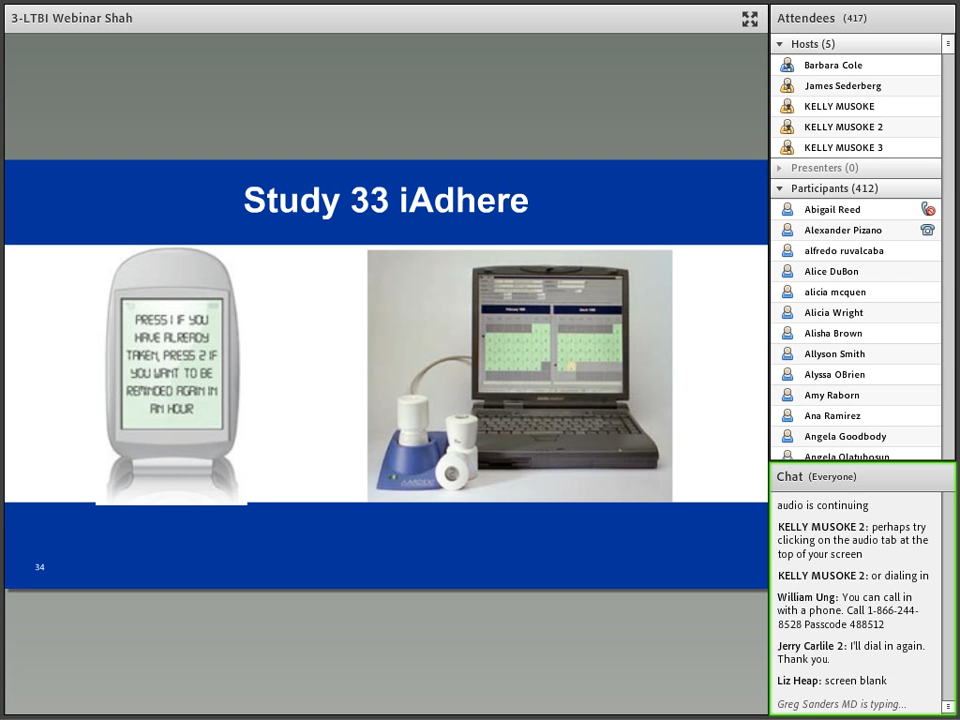 3-LTBI Webinar Shah
Study 33 iAdhere
PRESS 1 IF YOU
HAVE ALREADY
TAKEN, PRESS 2 IF
YOU WANT TO BE
REMINDED AGAIN IN
AN HOUR
AARDEX
34
Attendees (417)
Hosts (5)
Barbara Cole
James Sederberg
KELLY MUSOKE
KELLY MUSOKE 2
KELLY MUSOKE 3
Presenters (0)
Participants (412)
Abigail Reed
Alexander Pizano
alfredo ruvalcaba
Alice DuBon
alicia mcquen
Alicia Wright
Alisha Brown
Allyson Smith
Alyssa OBrien
Amy Raborn
Ana Ramirez
Angela Goodbody
Angela Olatubosun
Chat (Everyone)
audio is continuing
KELLY MUSOKE 2: perhaps try
clicking on the audio tab at the
top of your screen
KELLY MUSOKE 2: or dialing in
William Ung: You can call in
with a phone. Call 1-866-244-
8528 Passcode 488512
Jerry Carlile 2: I'll dial in again.
Thank you.
Liz Heap: screen blank
Greg Sanders MD is typing...